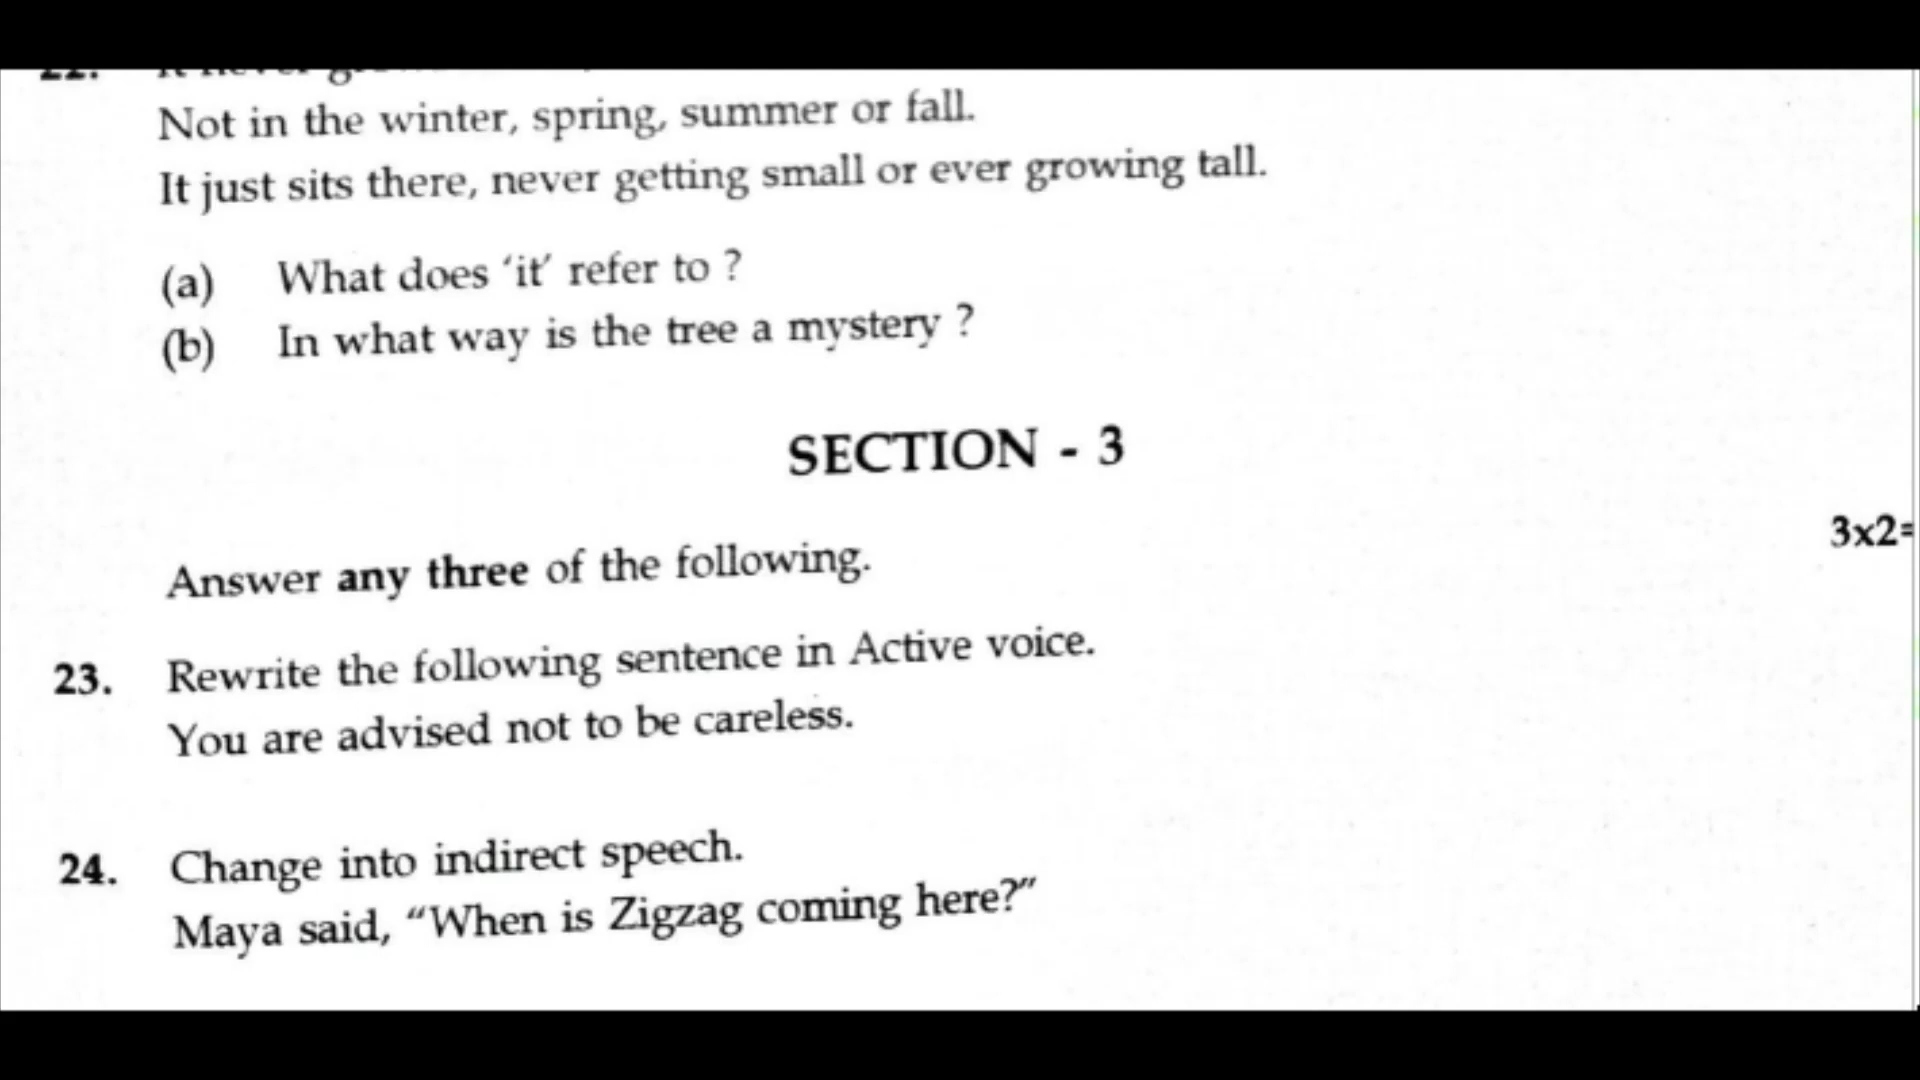 22. It never
Not in the winter, spring, summer or fall.
It just sits there, never getting small or ever growing tall.
(a) What does ‘it’ refer to ?
(b) In what way is the tree a mystery ?
SECTION - 3
3x2=
Answer any three of the following.
23. Rewrite the following sentence in Active voice.
You are advised not to be careless.
24. Change into indirect speech.
Maya said, “When is Zigzag coming here?”